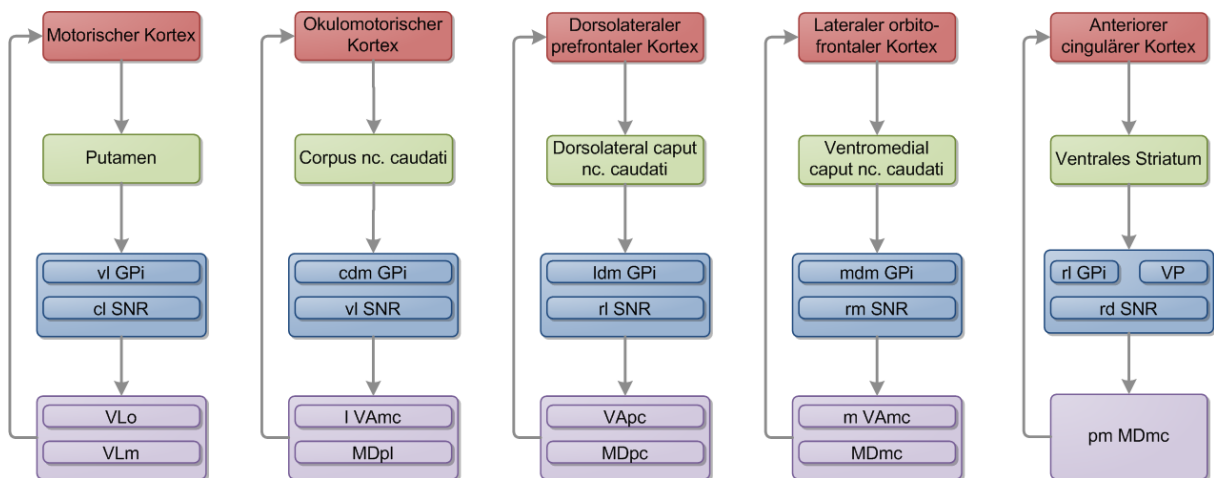 Motorischer Kortex
Putamen
vl GPi
cl SNR
VLo
VLm
Okulomotorischer
Kortex
Corpus nc. caudati
cdm GPi
vl SNR
l VAmc
MDpl
Dorsolateraler
prefrontaler Kortex
Dorsolateral caput
nc. caudati
ldm GPi
rl SNR
VApc
MDpc
Lateraler orbito-
frontaler Kortex
Ventromedial
caput nc. caudati
mdm GPi
rm SNR
m VAmc
MDmc
Anteriorer
cingulärer Kortex
Ventrales Striatum
rl GPi
VP
rd SNR
pm MDmc